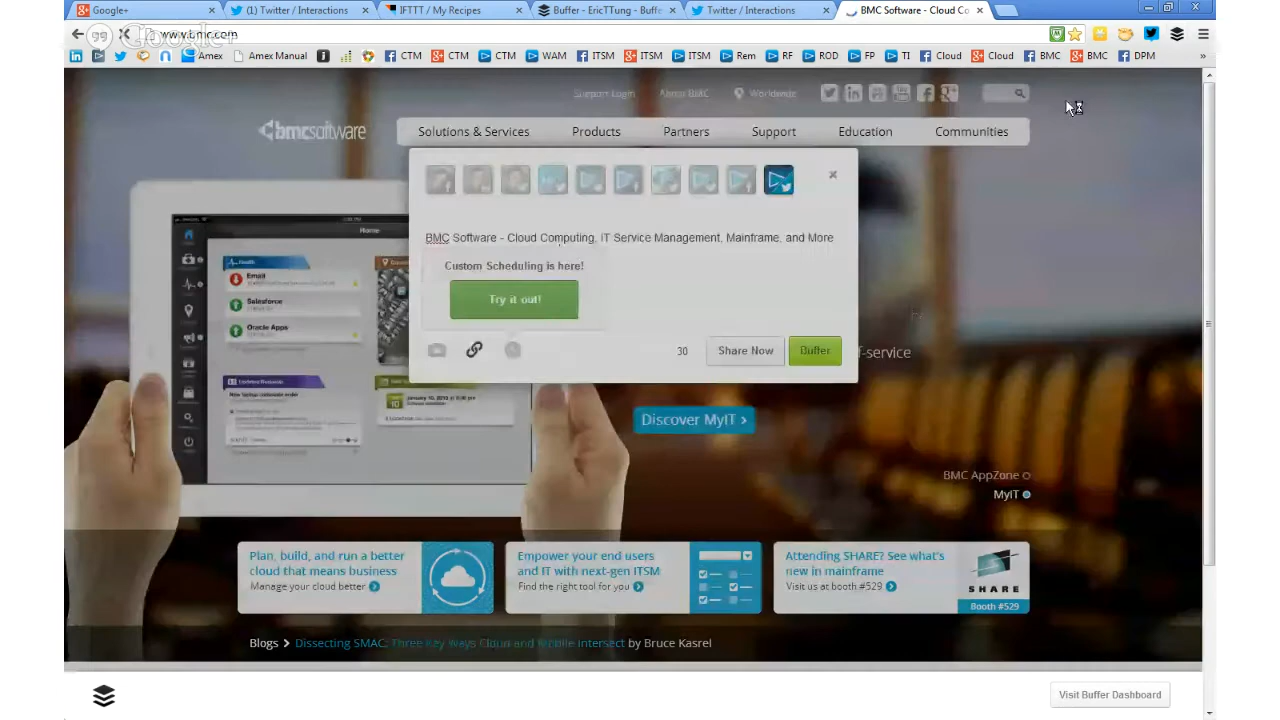 Google+
(1) Twitter / Interactions
IFTTT / My Recipes
Buffer - EricTTung - Buffe
Twitter / Interactions
BMC Software - Cloud Co
www.bmc.com
Google+
Amex
Amex Manual
CTM
CTM
CTM
WAM
ITSM
ITSM
ITSM
Rem
RF
ROD
FP
TI
Cloud
Cloud
BMC
BMC
DPM
»
Support Login
About BMC
Worldwide
bmcsoftware
Solutions & Services
Products
Partners
Support
Education
Communities
BMC Software - Cloud Computing, IT Service Management, Mainframe, and More
Custom Scheduling is here!
Try it out!
30
Share Now
Buffer
Home
Health
Email
Salesforce
Oracle Apps
f-service
Discover MyIT >
BMC AppZone
MyIT
Plan, build, and run a better
cloud that means business
Manage your cloud better
Empower your end users
and IT with next-gen ITSM
Find the right tool for you
Attending SHARE? See what's
new in mainframe
Visit us at booth #529
SHARE
Booth #529
Blogs > Dissecting SMAC: Three Key Ways Cloud and Mobile Intersect by Bruce Kasrel
Visit Buffer Dashboard